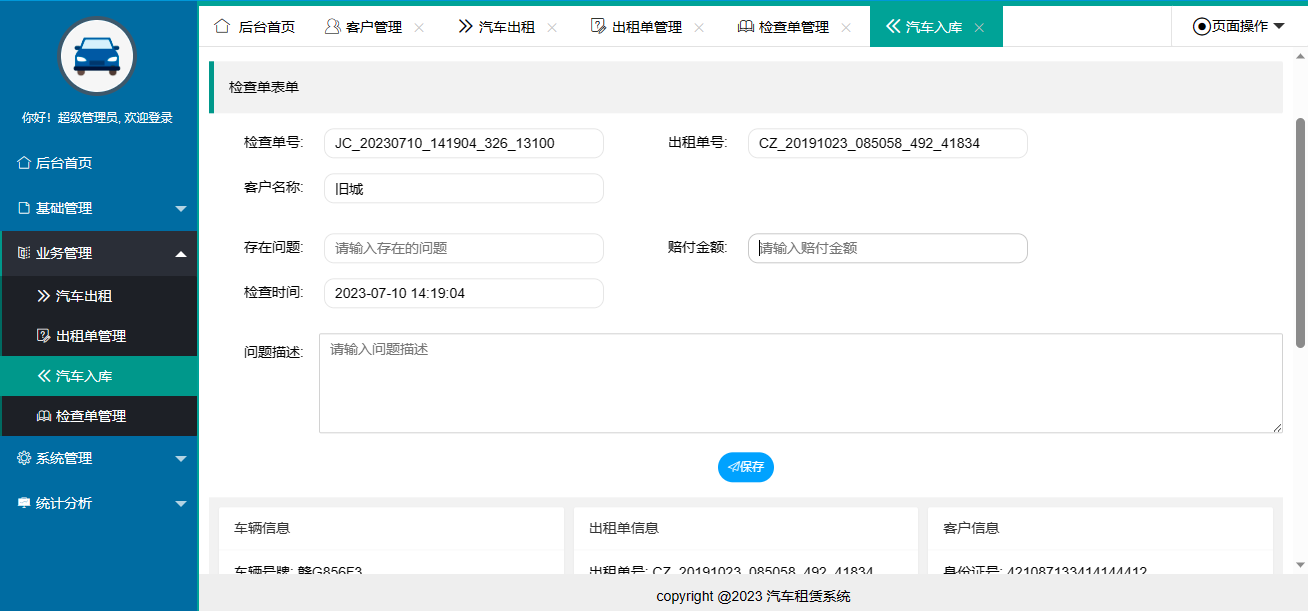 后台首页 客户管理 汽车出租 出租单管理 检查单管理 汽车入库 页面操作
你好！超级管理员, 欢迎登录
后台首页
基础管理
业务管理
汽车出租
出租单管理
汽车入库
检查单管理
系统管理
统计分析
检查单表单
检查单号: JC_20230710_141904_326_13100 出租单号: CZ_20191023_085058_492_41834
客户名称: 旧城
存在问题: 请输入存在的问题 赔付金额: 请输入赔付金额
检查时间: 2023-07-10 14:19:04
问题描述: 请输入问题描述
保存
车辆信息 出租单信息 客户信息
车辆号牌: 赣G856F3 出租单号: CZ_20191023_085058_492_41834 身份证号: 421087133414144412
copyright @2023 汽车租赁系统